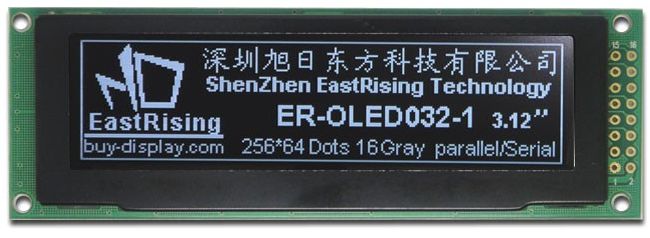 深圳旭日东方科技有限公司
ShenZhen EastRising Technology
ER-OLED032-1 3.12”
EastRising
buy-display.com
256*64 Dots 16Gray parallel/Serial
15 16
1 2